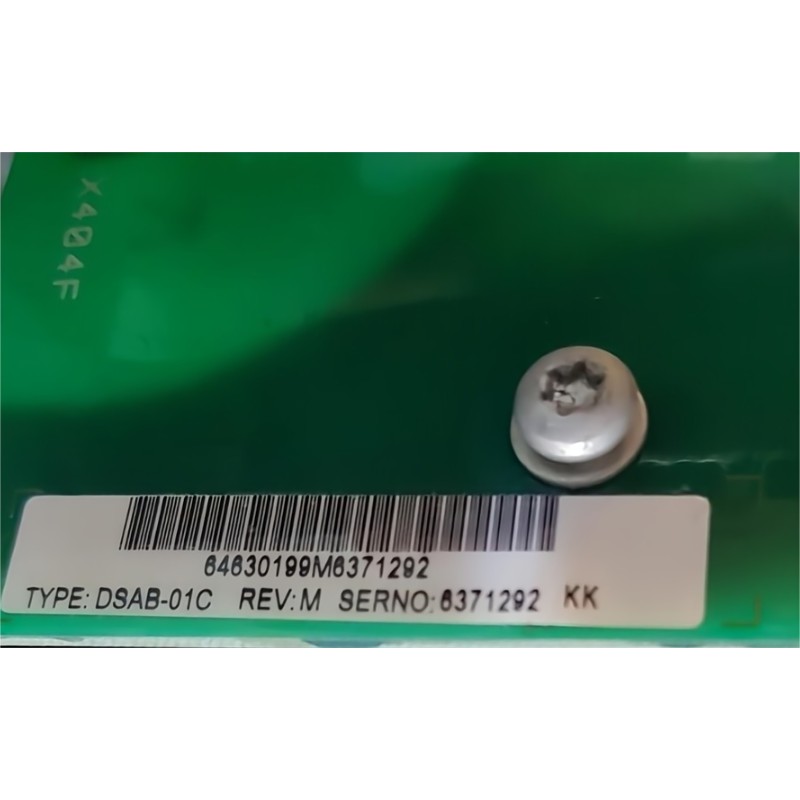 X404F
64630199M6371292
TYPE: DSAB-01C REV: M SERNO: 6371292 KK